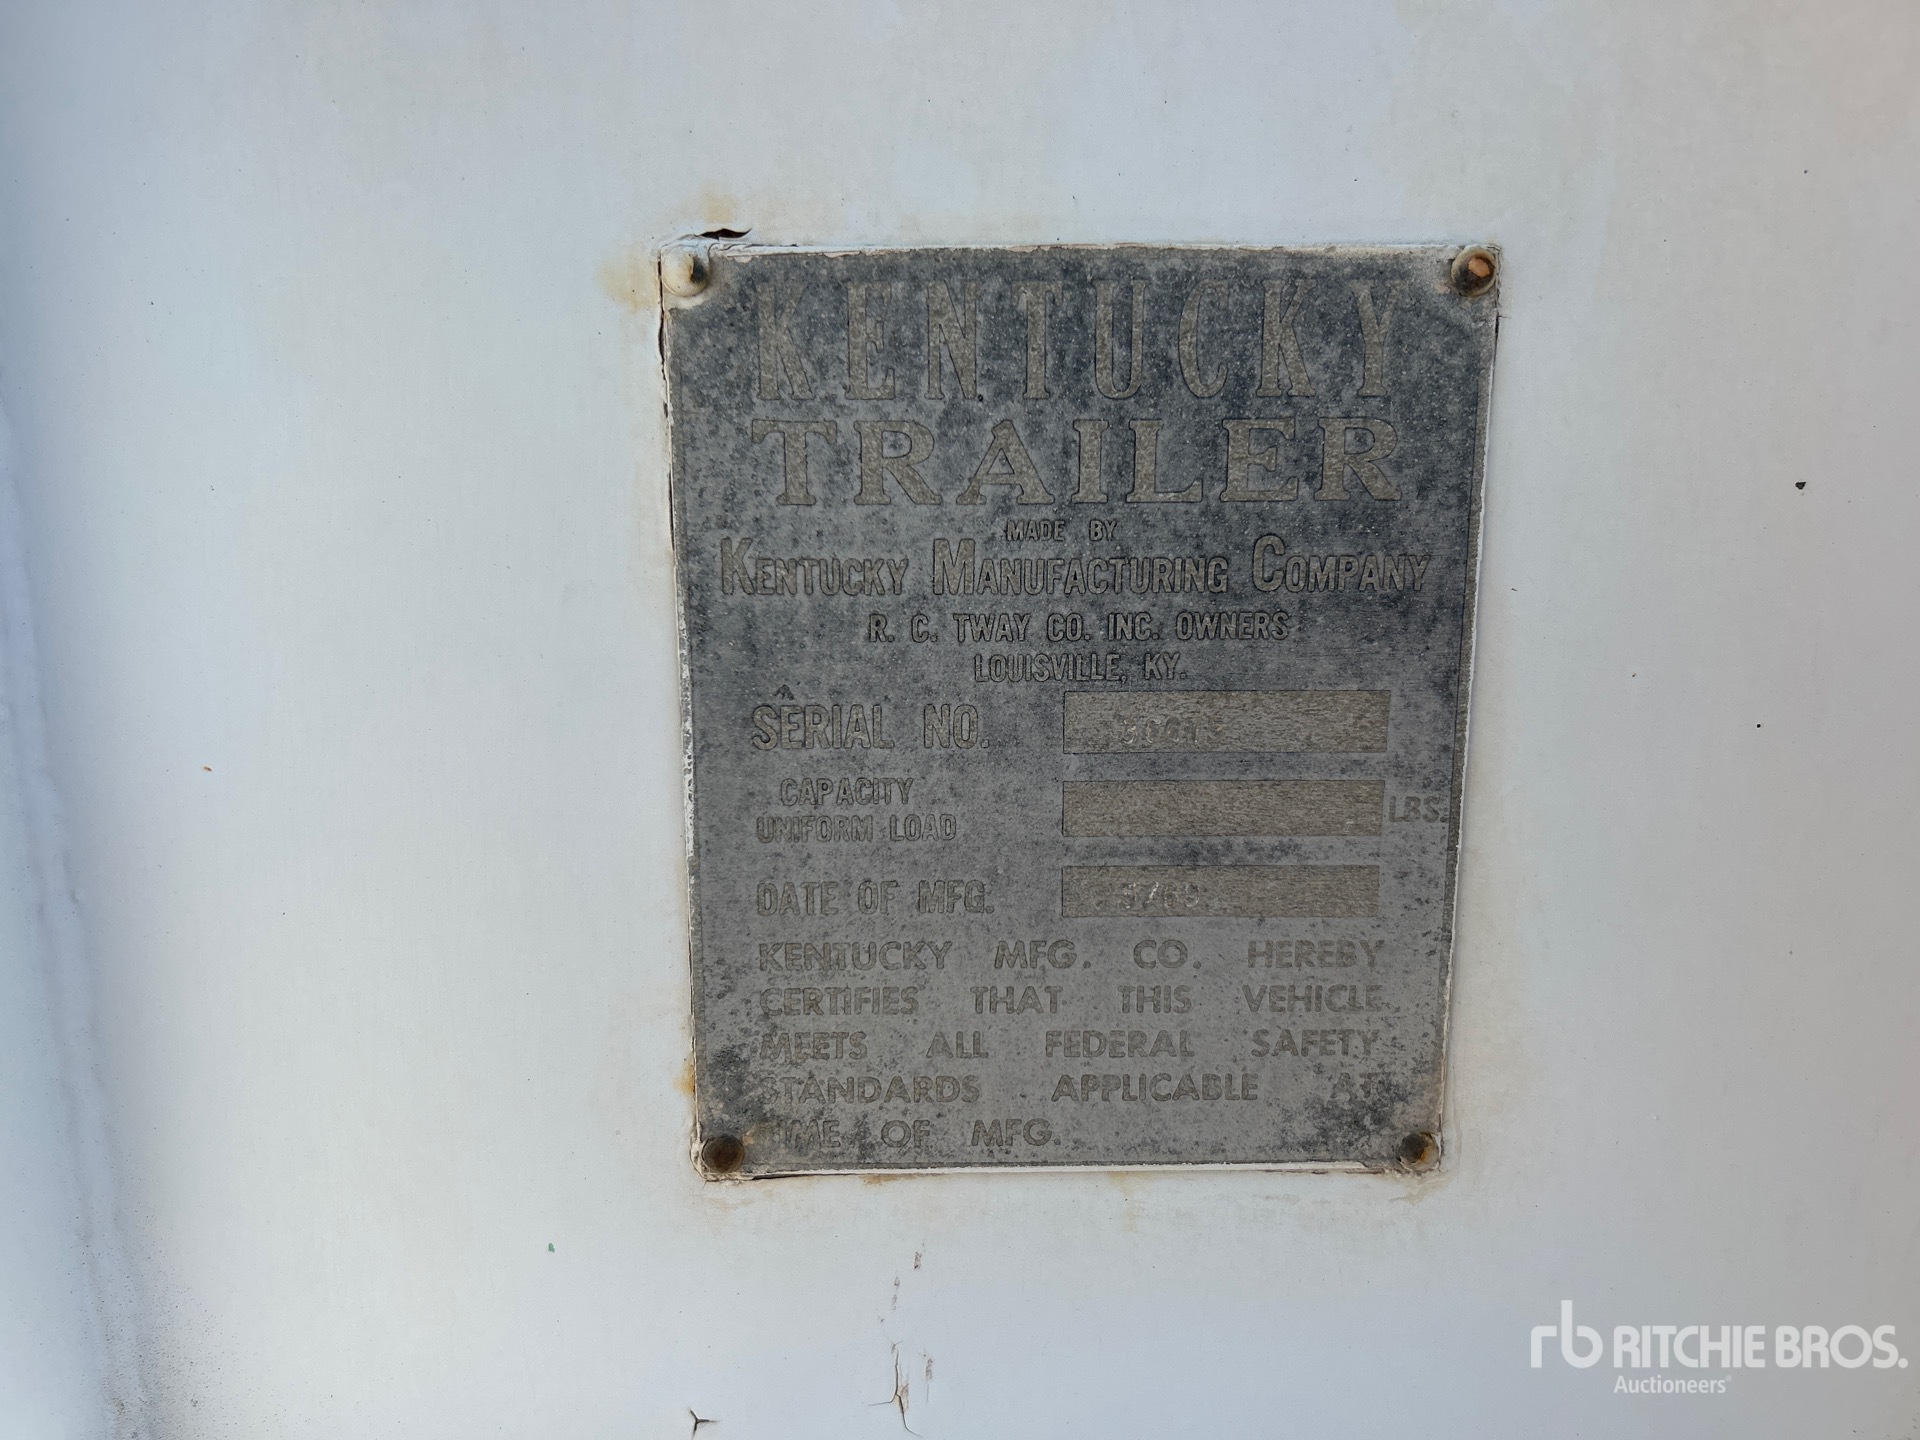 KENTUCKY
TRAILER
MADE BY
KENTUCKY MANUFACTURING COMPANY
R. C. TWAY CO. INC. OWNERS
LOUISVILLE, KY.
SERIAL NO.
CAPACITY
UNIFORM LOAD LBS.
DATE OF MFG.
KENTUCKY MFG. CO. HEREBY
CERTIFIES THAT THIS VEHICLE
MEETS ALL FEDERAL SAFETY
STANDARDS APPLICABLE AT
TIME OF MFG.
rb RITCHIE BROS.
Auctioneers